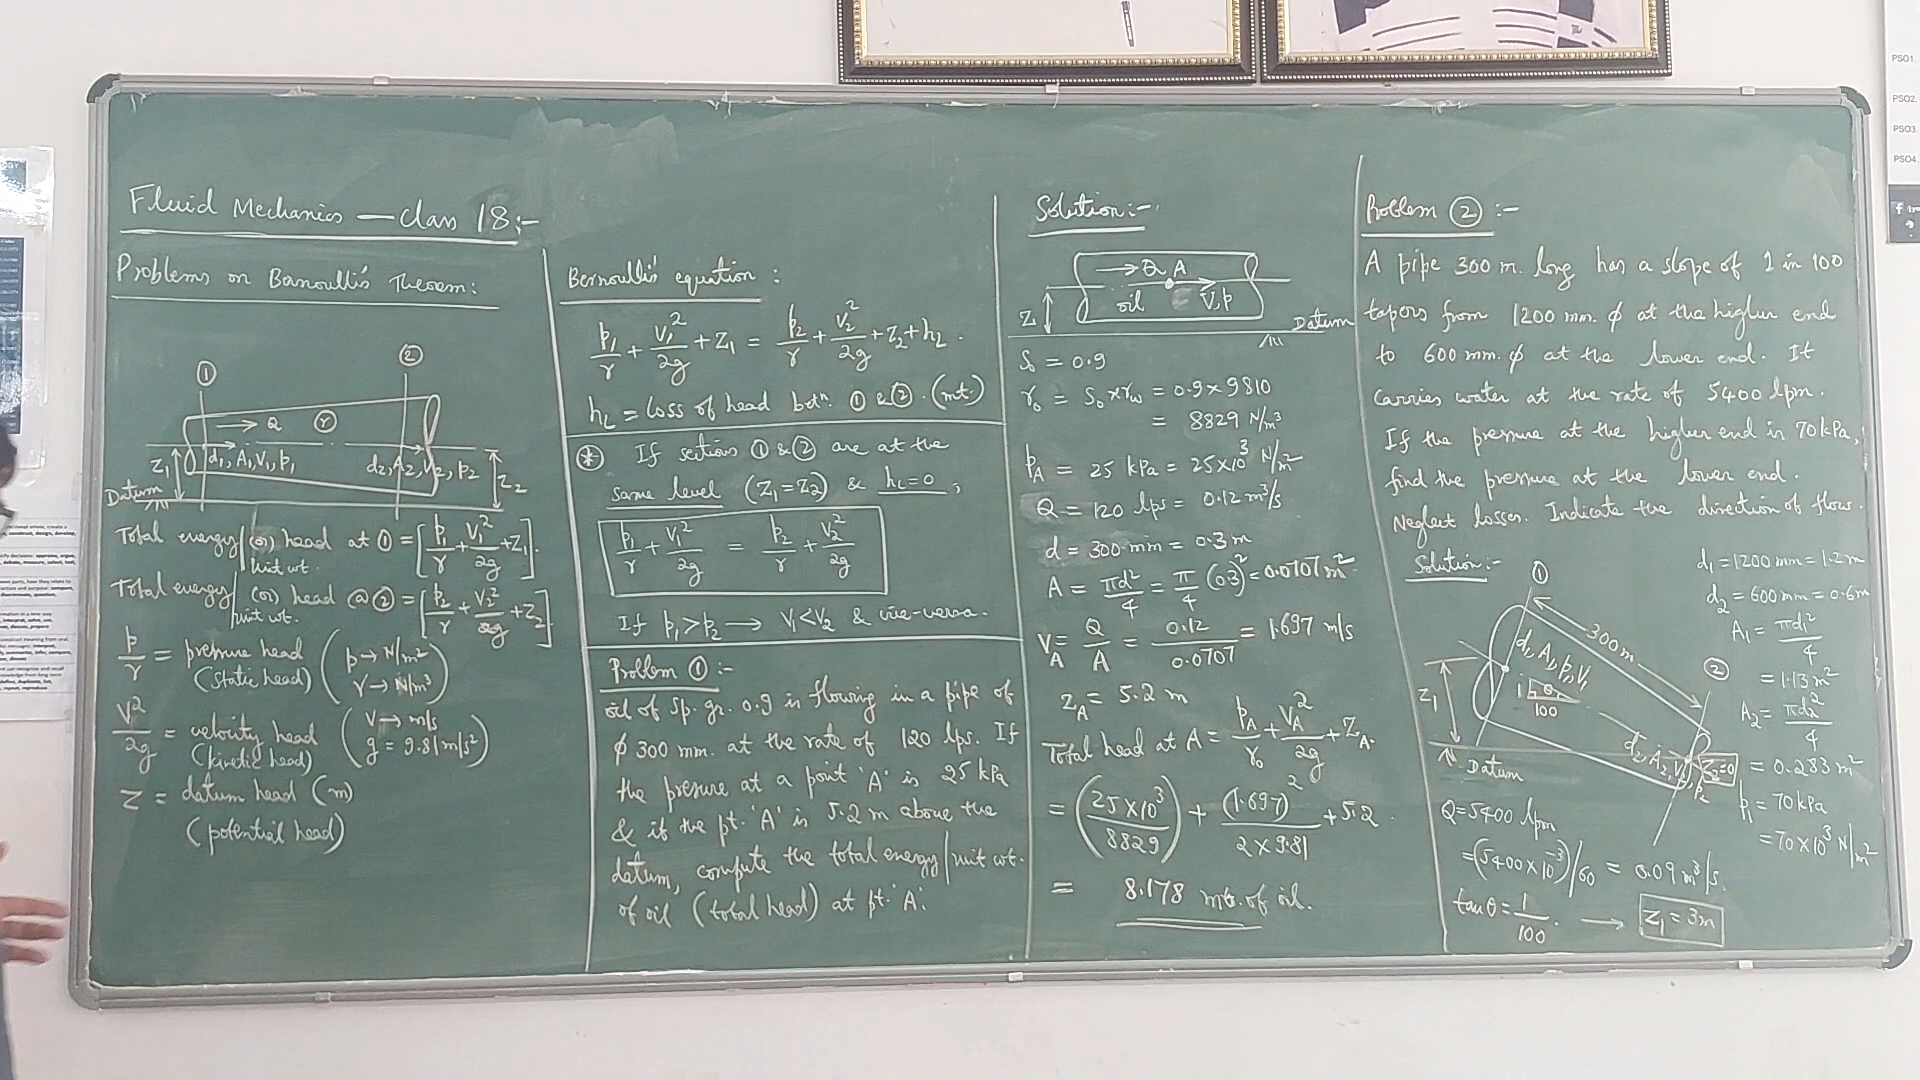 Fluid Mechanics — Class 18:-
Problems on Bernoulli's Theorem:
① ②
→ Q γ
Z₁ d₁, A₁, V₁, p₁ d₂, A₂, V₂, p₂ Z₂
Datum
Total energy/unit wt. (or) head at ① = [p₁/γ + V₁²/2g + Z₁].
Total energy/unit wt. (or) head @ ② = [p₂/γ + V₂²/2g + Z₂]
p/γ = pressure head (p → N/m²
(static head) γ → N/m³)
V²/2g = velocity head (V → m/s
(kinetic head) g = 9.81 m/s²)
Z = datum head (m)
(potential head)
Bernoulli's equation :
p₁/γ + V₁²/2g + Z₁ = p₂/γ + V₂²/2g + Z₂ + hL.
hL = loss of head betⁿ. ① & ②. (mt.)
* If sections ① & ② are at the
same level (Z₁=Z₂) & hL=0 ;
p₁/γ + V₁²/2g = p₂/γ + V₂²/2g
If p₁ > p₂ → V₁ < V₂ & vice-versa.
Problem ① :-
oil of sp. gr. 0.9 is flowing in a pipe of
φ 300 mm. at the rate of 120 lps. If
the pressure at a point 'A' is 25 kPa
& if the pt. 'A' is 5.2 m above the
datum, compute the total energy/unit wt.
of oil (total head) at pt. 'A'.
Solution:-
→ Q A
oil V, p
Z Datum
S = 0.9
γo = So × γw = 0.9 × 9810
= 8829 N/m³
pA = 25 kPa = 25×10³ N/m²
Q = 120 lps = 0.12 m³/s
d = 300 mm = 0.3 m
A = πd²/4 = π/4 (0.3)² = 0.0707 m²
VA = Q/A = 0.12/0.0707 = 1.697 m/s
ZA = 5.2 m
Total head at A = pA/γo + VA²/2g + ZA.
= (25×10³/8829) + (1.697)²/2×9.81 + 5.2.
= 8.178 mts. of oil.
Problem ② :-
A pipe 300 m. long has a slope of 1 in 100
tapers from 1200 mm. φ at the higher end
to 600 mm. φ at the lower end. It
carries water at the rate of 5400 lpm.
If the pressure at the higher end is 70 kPa,
find the pressure at the lower end.
Neglect losses. Indicate the direction of flow.
Solution:-
①
300 m
②
d₁, A₁, p₁, V₁
1 θ
100
Z₁
d₂, A₂, V₂, p₂
Z₂=0
Datum
d₁ = 1200 mm = 1.2 m
d₂ = 600 mm = 0.6 m
A₁ = πd₁²/4
= 1.13 m²
A₂ = πd₂²/4
= 0.283 m²
p₁ = 70 kPa
= 70×10³ N/m²
Q = 5400 lpm
= (5400×10⁻³)/60 = 0.09 m³/s.
tan θ = 1/100. → Z₁ = 3m
PSO1.
PSO2.
PSO3.
PSO4.